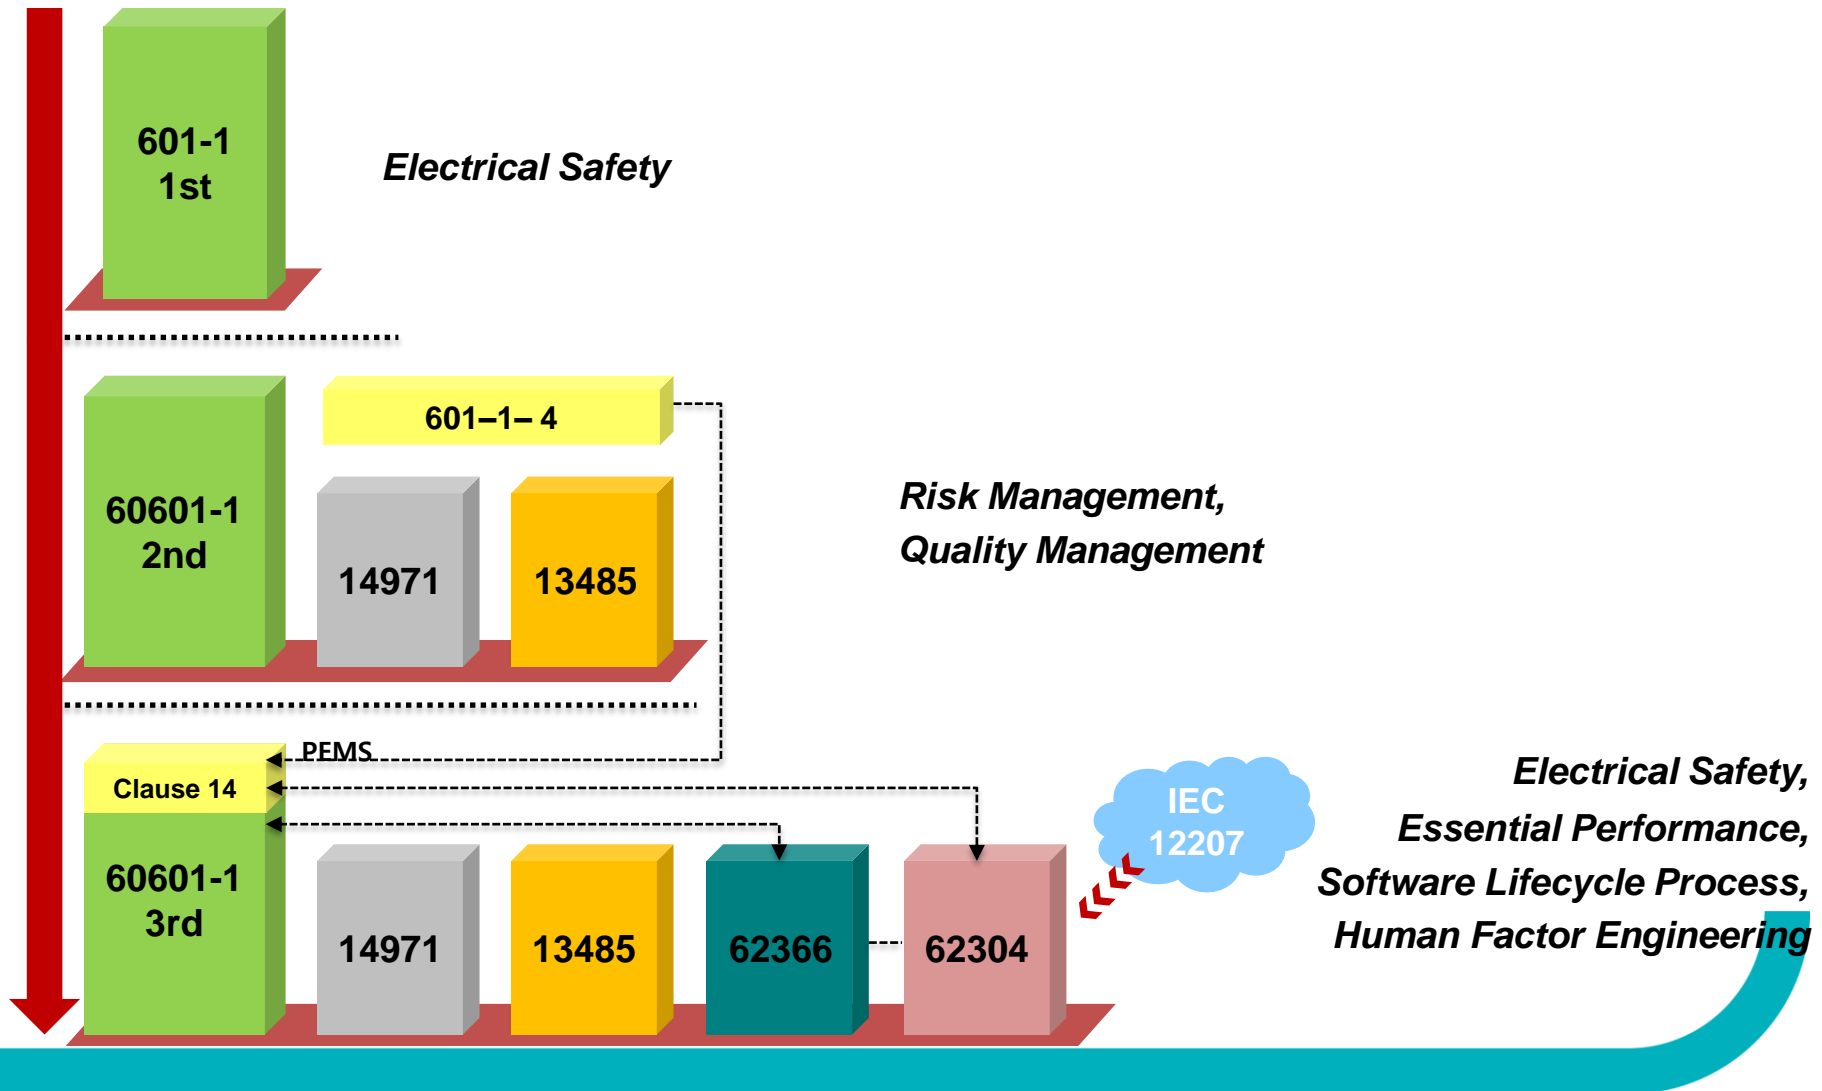 601-1
1st
Electrical Safety
601–1– 4
60601-1
2nd
14971
13485
Risk Management,
Quality Management
PEMS
Clause 14
60601-1
3rd
14971
13485
62366
62304
IEC
12207
Electrical Safety,
Essential Performance,
Software Lifecycle Process,
Human Factor Engineering